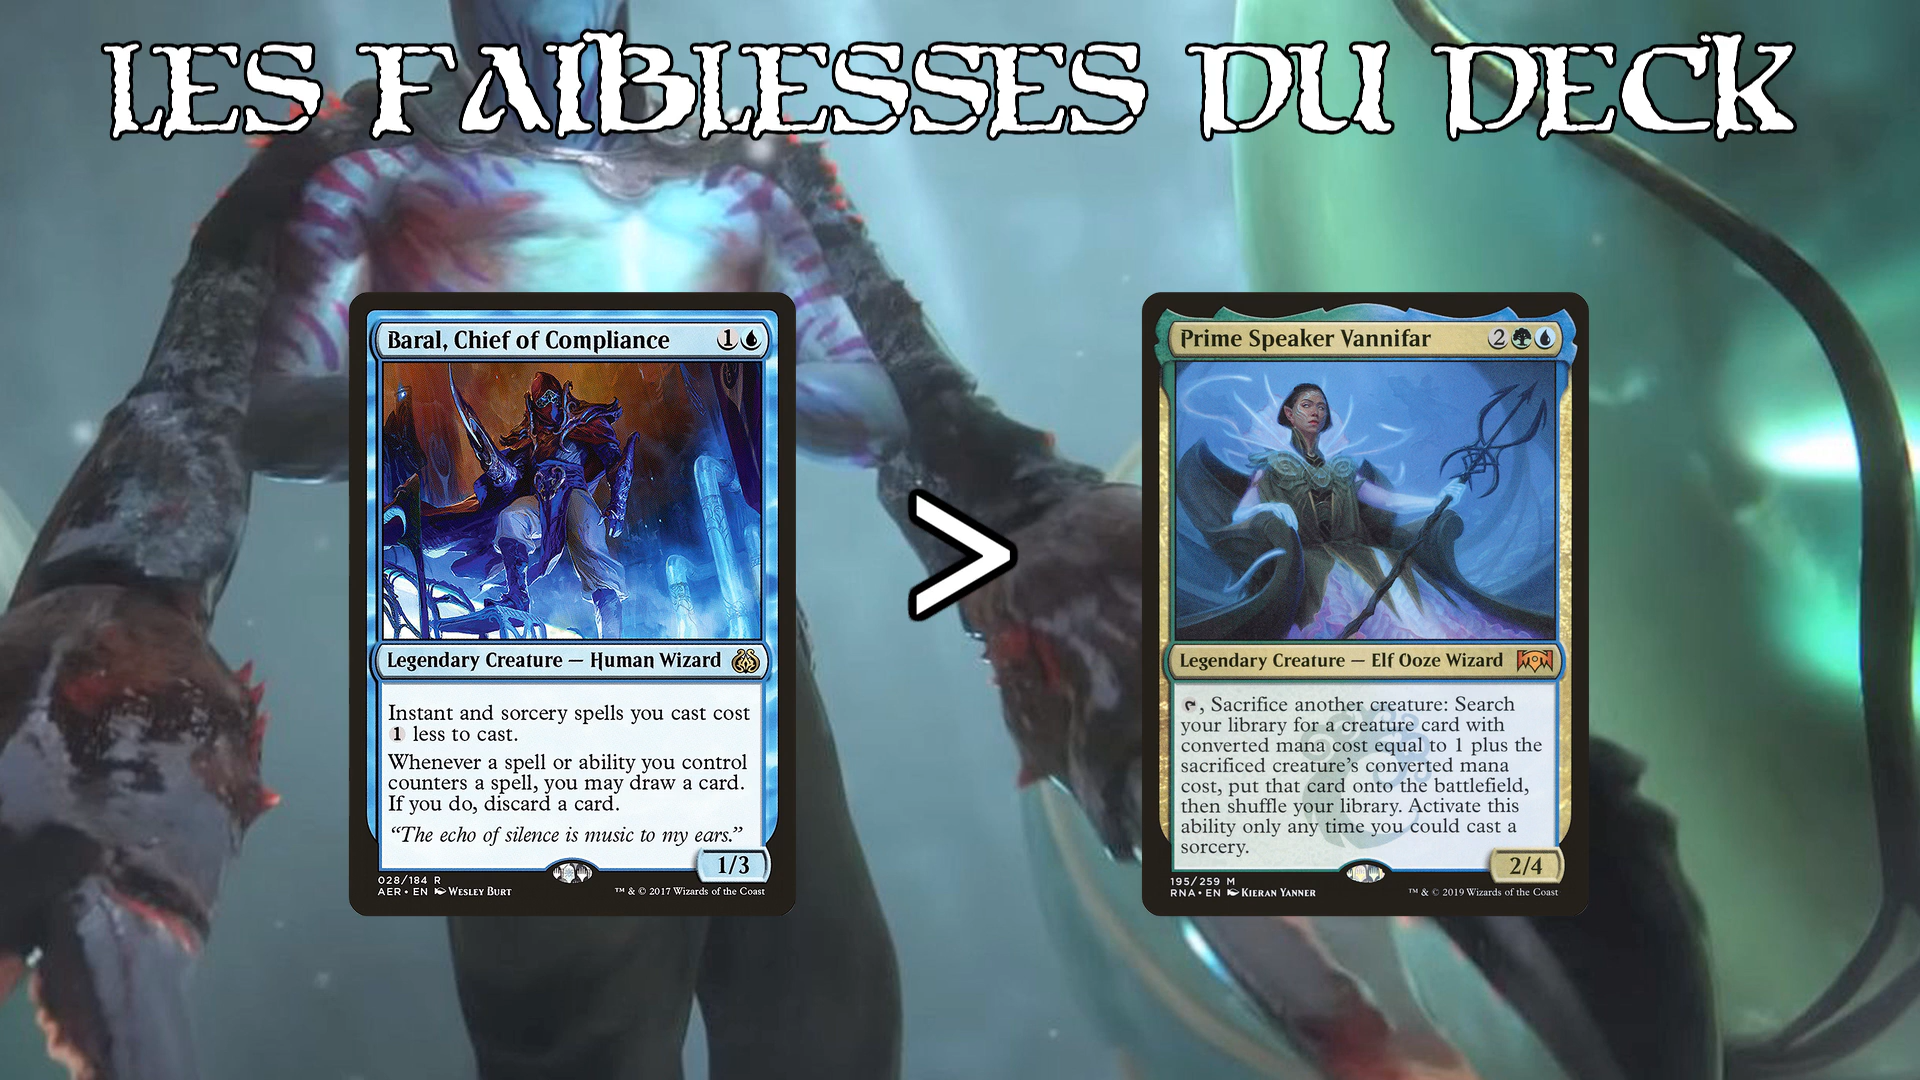 LES FAIBLESSES DU DECK
Baral, Chief of Compliance 1
Legendary Creature — Human Wizard
Instant and sorcery spells you cast cost
1 less to cast.
Whenever a spell or ability you control
counters a spell, you may draw a card.
If you do, discard a card.
“The echo of silence is music to my ears.”
1/3
028/184 R
AER • EN WESLEY BURT
™ & © 2017 Wizards of the Coast
>
Prime Speaker Vannifar 2
Legendary Creature — Elf Ooze Wizard
, Sacrifice another creature: Search
your library for a creature card with
converted mana cost equal to 1 plus the
sacrificed creature’s converted mana
cost, put that card onto the battlefield,
then shuffle your library. Activate this
ability only any time you could cast a
sorcery.
2/4
195/259 M
RNA • EN KIERAN YANNER
™ & © 2019 Wizards of the Coast